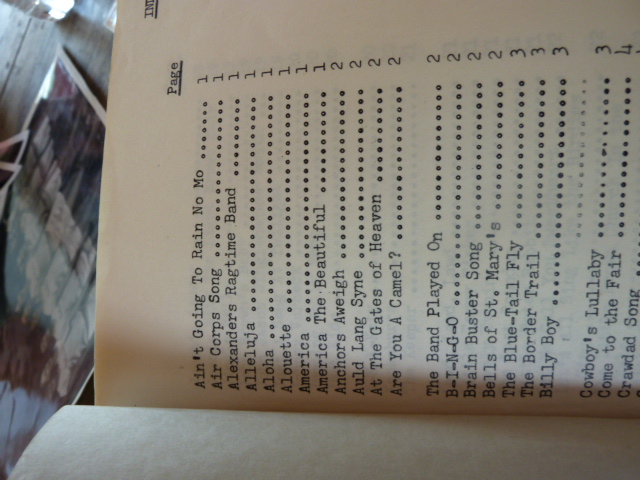 IND
Page
Ain't Going To Rain No Mo ........ 1
Air Corps Song .................... 1
Alexanders Ragtime Band ......... 1
Alleluja ........................... 1
Aloha .............................. 1
Alouette ........................... 1
America ............................ 1
America The Beautiful ............ 1
Anchors Aweigh .................... 2
Auld Lang Syne .................... 2
At The Gates of Heaven .......... 2
Are You A Camel? .................. 2
The Band Played On ............... 2
B-I-N-G-O .......................... 2
Brain Buster Song ................. 2
Bells of St. Mary's ............... 2
The Blue-Tail Fly ................. 3
The Border Trail .................. 3
Billy Boy .......................... 3
Cowboy's Lullaby ..................
Come to the Fair .................. 3
Crawdad Song ...................... 4